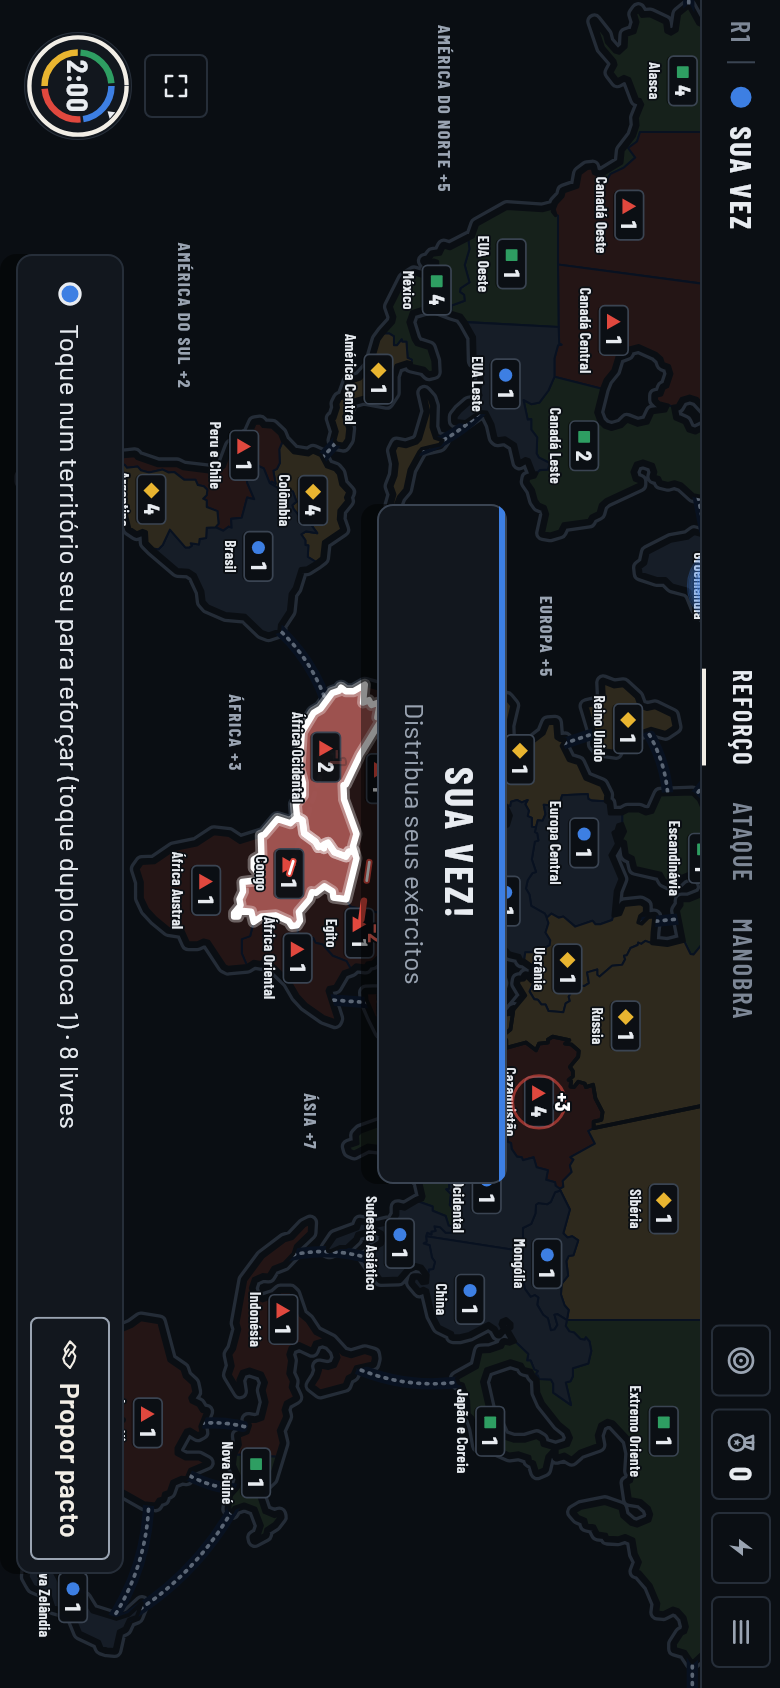 R1
SUA VEZ
REFORÇO
ATAQUE
MANOBRA
0
Alasca
4
Canadá Oeste
1
Canadá Central
1
EUA Oeste
1
México
4
EUA Leste
1
Canadá Leste
2
América Central
1
AMÉRICA DO NORTE +5
AMÉRICA DO SUL +2
Peru e Chile
1
Colômbia
4
Brasil
1
4
EUROPA +5
Reino Unido
1
1
Escandinávia
Europa Central
1
1
Ucrânia
1
Rússia
1
SUA VEZ!
Distribua seus exércitos
ÁFRICA +3
África Ocidental
2
Congo
1
Egito
1
África Oriental
1
África Austral
1
ÁSIA +7
Cazaquistão
4
+3
Sibéria
1
Ocidental
1
Mongólia
1
China
1
Sudeste Asiático
1
Extremo Oriente
1
Japão e Coreia
1
Indonésia
1
Nova Guiné
1
1
va Zelândia
1
2:00
Toque num território seu para reforçar (toque duplo coloca 1) · 8 livres
Propor pacto